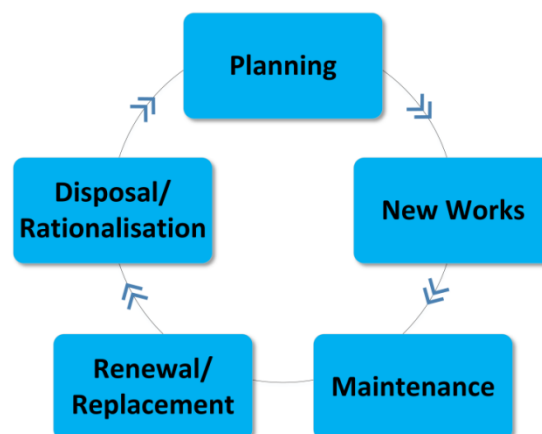 Planning
New Works
Maintenance
Renewal/
Replacement
Disposal/
Rationalisation